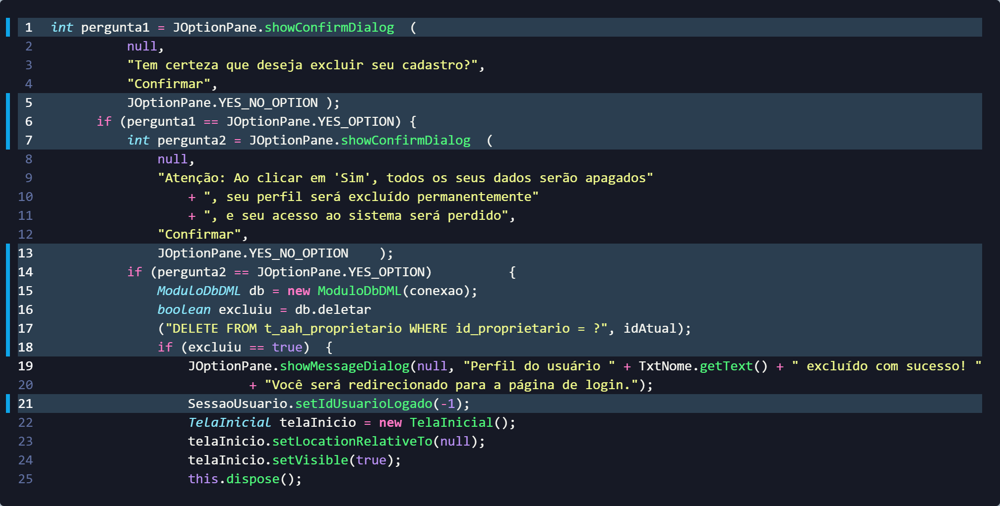 1 int pergunta1 = JOptionPane.showConfirmDialog  (
2 null,
3 "Tem certeza que deseja excluir seu cadastro?",
4 "Confirmar",
5 JOptionPane.YES_NO_OPTION );
6 if (pergunta1 == JOptionPane.YES_OPTION) {
7 int pergunta2 = JOptionPane.showConfirmDialog  (
8 null,
9 "Atenção: Ao clicar em 'Sim', todos os seus dados serão apagados"
10 + ", seu perfil será excluído permanentemente"
11 + ", e seu acesso ao sistema será perdido",
12 "Confirmar",
13 JOptionPane.YES_NO_OPTION    );
14 if (pergunta2 == JOptionPane.YES_OPTION)          {
15 ModuloDbDML db = new ModuloDbDML(conexao);
16 boolean excluiu = db.deletar
17 ("DELETE FROM t_aah_proprietario WHERE id_proprietario = ?", idAtual);
18 if (excluiu == true)  {
19 JOptionPane.showMessageDialog(null, "Perfil do usuário " + TxtNome.getText() + " excluído com sucesso! "
20 + "Você será redirecionado para a página de login.");
21 SessaoUsuario.setIdUsuarioLogado(-1);
22 TelaInicial telaInicio = new TelaInicial();
23 telaInicio.setLocationRelativeTo(null);
24 telaInicio.setVisible(true);
25 this.dispose();